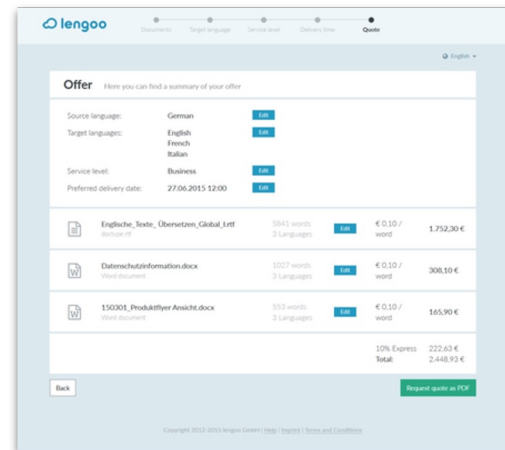 lengoo
Documents Target language Service level Delivery time Quote
English
Offer Here you can find a summary of your offer
Source language: German Edit
Target languages: English Edit
French
Italian
Service level: Business Edit
Preferred delivery date: 27.06.2015 12:00 Edit
Englische_Texte_ Übersetzen_Global_I.rtf 5841 words Edit € 0,10 / 1.752,30 €
doctype rtf 3 Languages word
Datenschutzinformation.docx 1027 words Edit € 0,10 / 308,10 €
Word document 3 Languages word
150301_Produktflyer Ansicht.docx 553 words Edit € 0,10 / 165,90 €
Word document 3 Languages word
10% Express 222,63 €
Total: 2.448,93 €
Back Request quote as PDF
Copyright 2012-2015 lengoo GmbH | Help | Imprint | Terms and Conditions